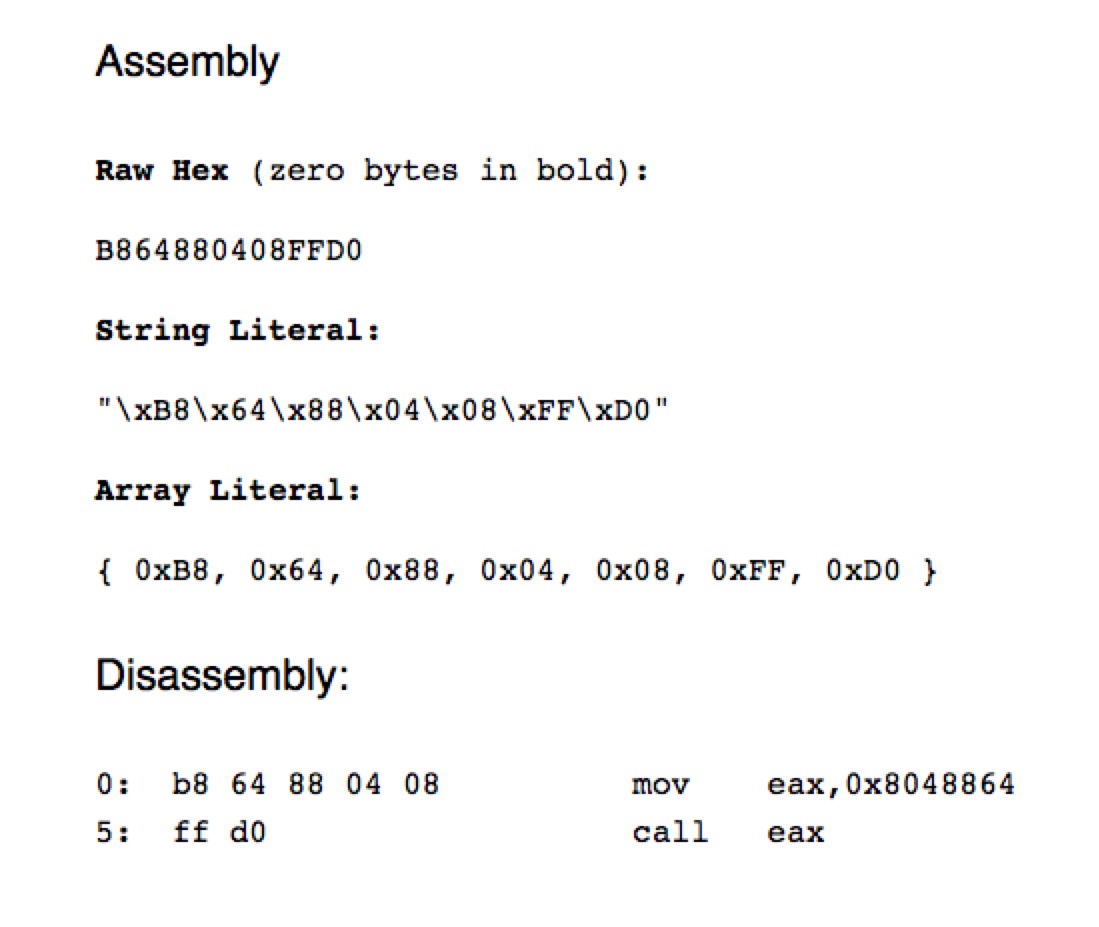 Assembly
Raw Hex (zero bytes in bold):
B864880408FFD0
String Literal:
"\xB8\x64\x88\x04\x08\xFF\xD0"
Array Literal:
{ 0xB8, 0x64, 0x88, 0x04, 0x08, 0xFF, 0xD0 }
Disassembly:
0:  b8 64 88 04 08          mov    eax,0x8048864
5:  ff d0                   call   eax